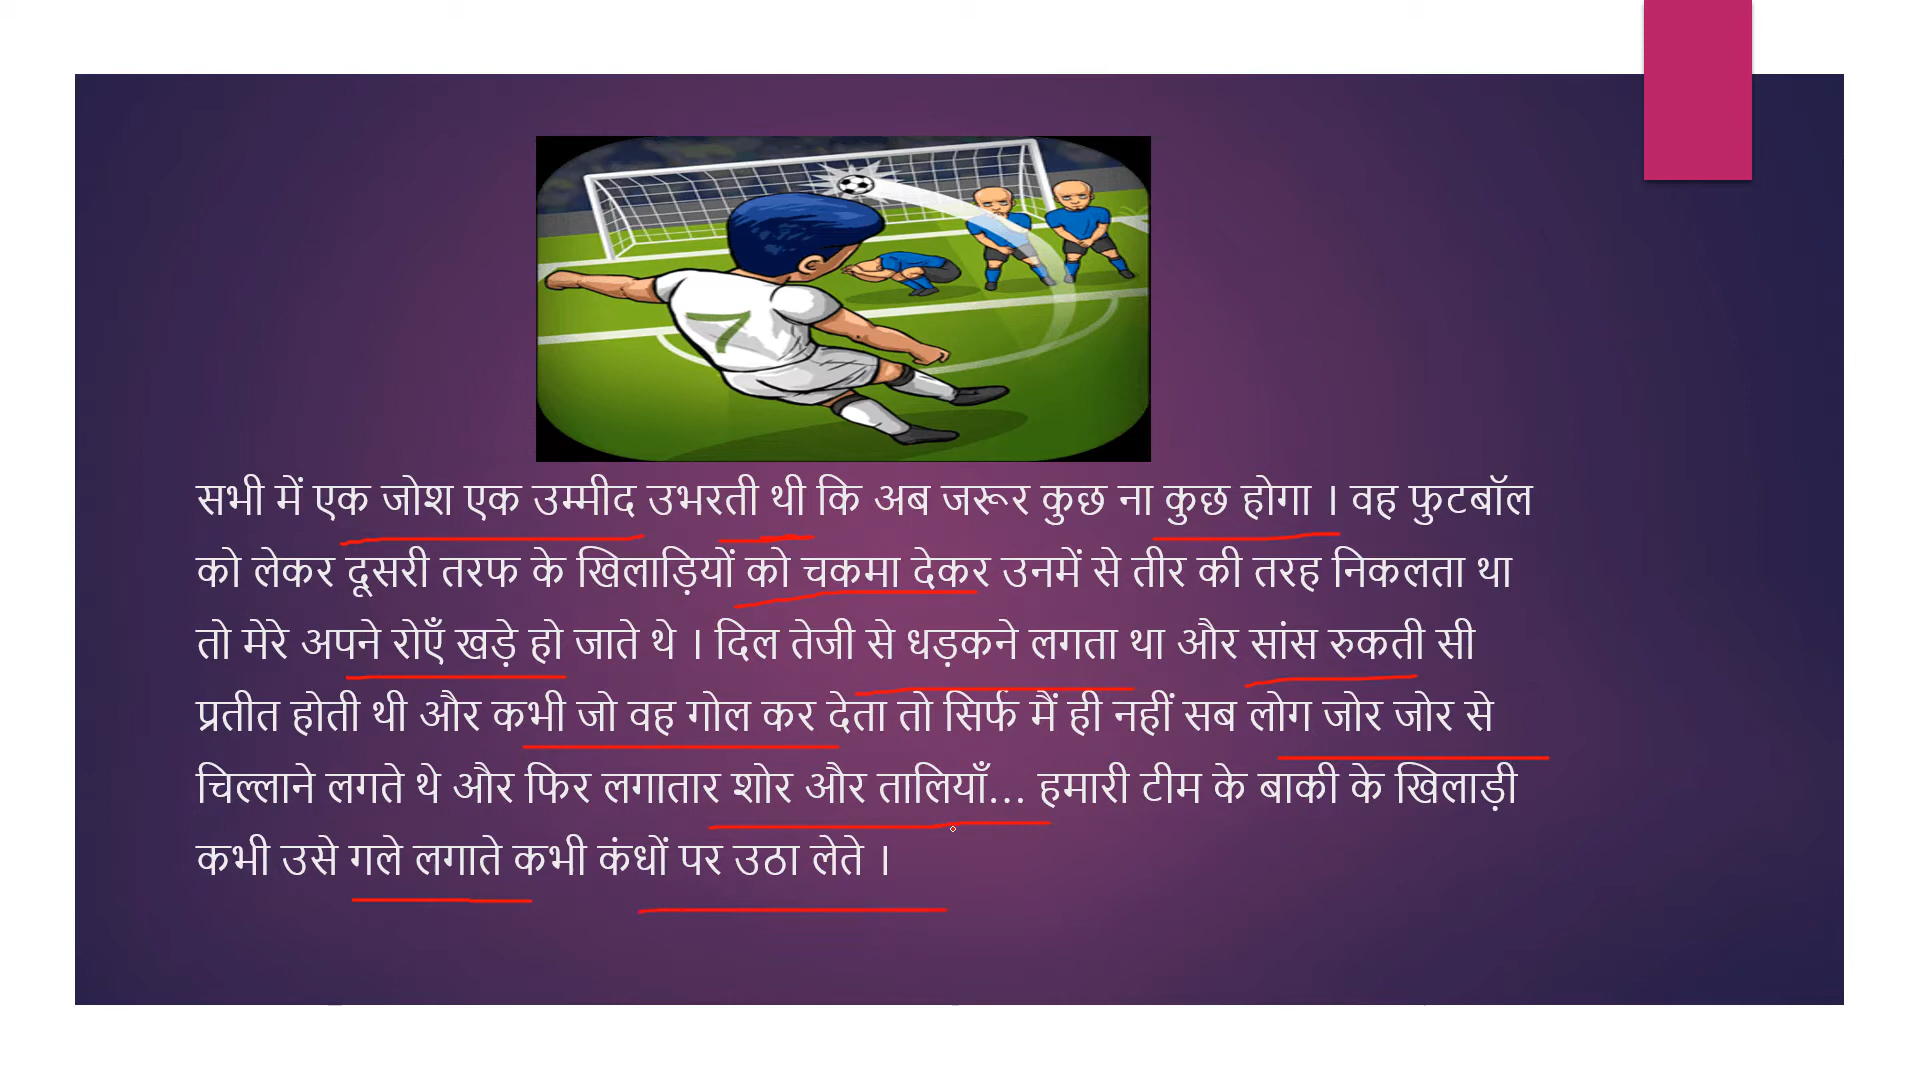 7
सभी में एक जोश एक उम्मीद उभरती थी कि अब जरूर कुछ ना कुछ होगा । वह फुटबॉल
को लेकर दूसरी तरफ के खिलाड़ियों को चकमा देकर उनमें से तीर की तरह निकलता था
तो मेरे अपने रोएँ खड़े हो जाते थे । दिल तेजी से धड़कने लगता था और सांस रुकती सी
प्रतीत होती थी और कभी जो वह गोल कर देता तो सिर्फ मैं ही नहीं सब लोग जोर जोर से
चिल्लाने लगते थे और फिर लगातार शोर और तालियाँ... हमारी टीम के बाकी के खिलाड़ी
कभी उसे गले लगाते कभी कंधों पर उठा लेते ।